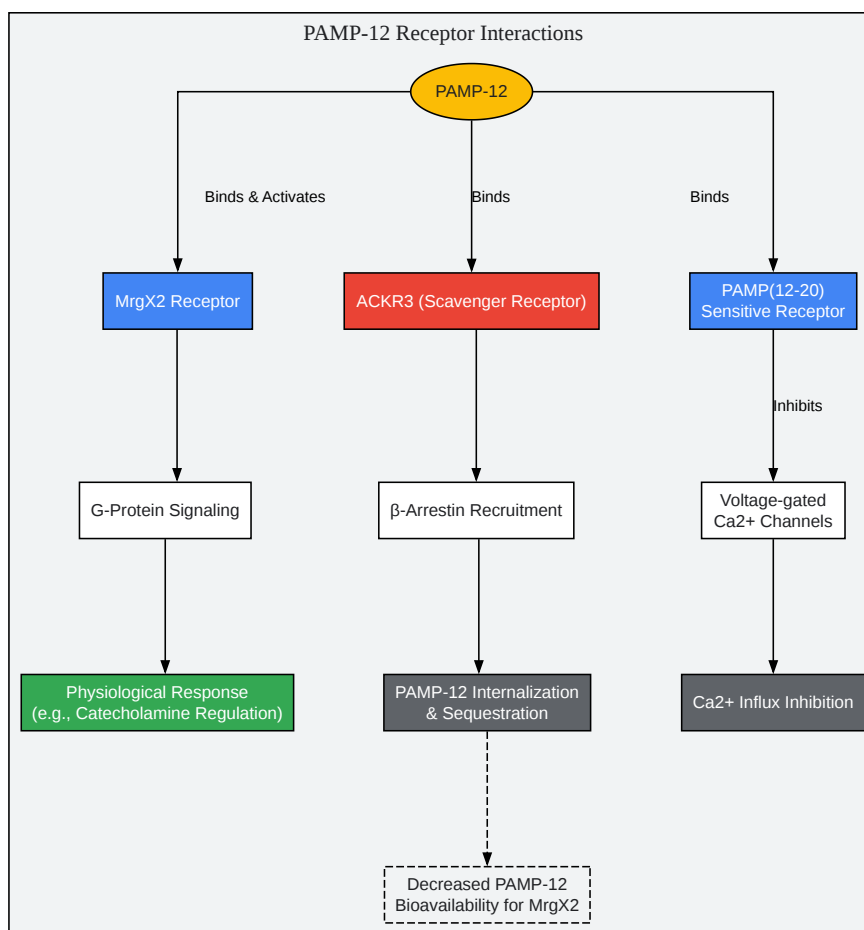 PAMP-12 Receptor Interactions
PAMP-12
Binds & Activates
Binds
Binds
MrgX2 Receptor
ACKR3 (Scavenger Receptor)
PAMP(12-20)
Sensitive Receptor
Inhibits
G-Protein Signaling
β-Arrestin Recruitment
Voltage-gated
Ca2+ Channels
Physiological Response
(e.g., Catecholamine Regulation)
PAMP-12 Internalization
& Sequestration
Ca2+ Influx Inhibition
Decreased PAMP-12
Bioavailability for MrgX2